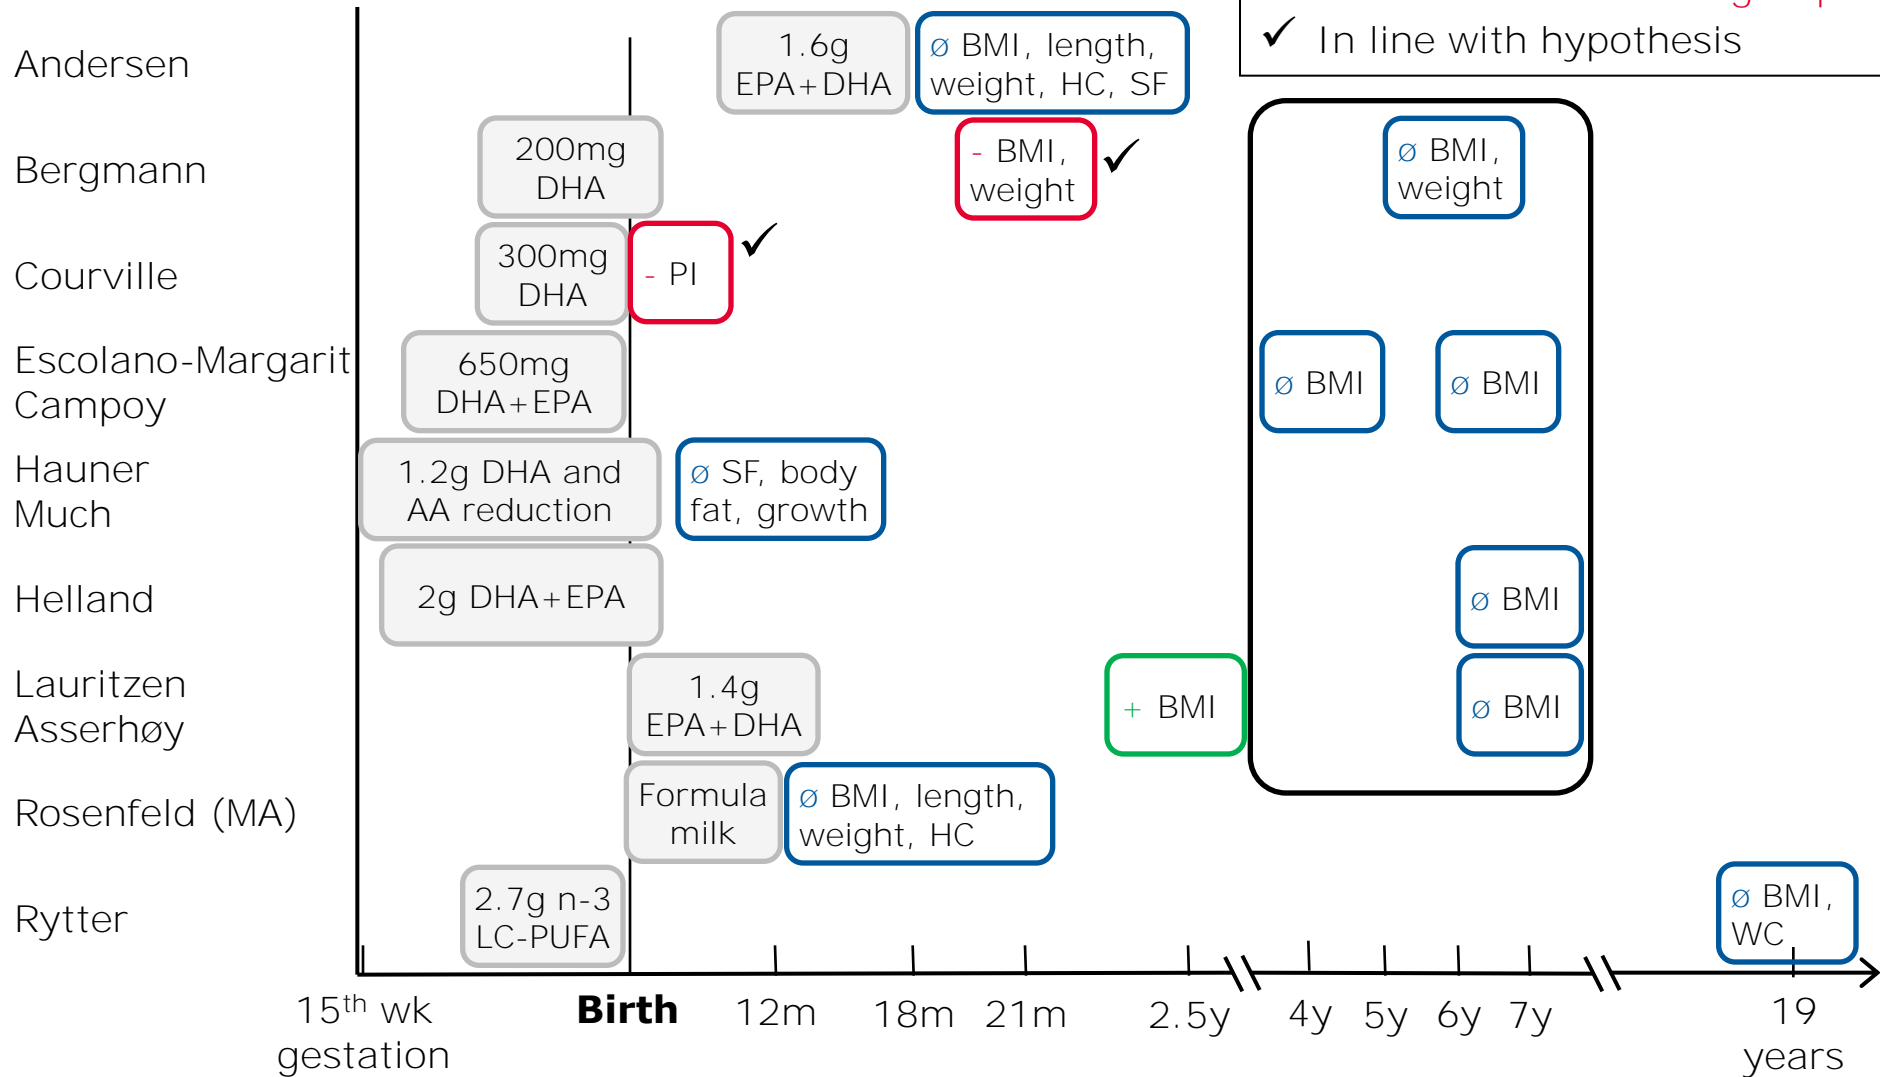 ✓ In line with hypothesis
Andersen
1.6g
EPA+DHA
ø BMI, length,
weight, HC, SF
Bergmann
200mg
DHA
- BMI,
weight
✓
ø BMI,
weight
Courville
300mg
DHA
- PI
✓
Escolano-Margarit
Campoy
650mg
DHA+EPA
ø BMI
ø BMI
Hauner
Much
1.2g DHA and
AA reduction
ø SF, body
fat, growth
Helland
2g DHA+EPA
ø BMI
Lauritzen
Asserhøy
1.4g
EPA+DHA
+ BMI
ø BMI
Rosenfeld (MA)
Formula
milk
ø BMI, length,
weight, HC
Rytter
2.7g n-3
LC-PUFA
ø BMI,
WC
15th wk
gestation
Birth
12m
18m
21m
2.5y
4y
5y
6y
7y
19
years